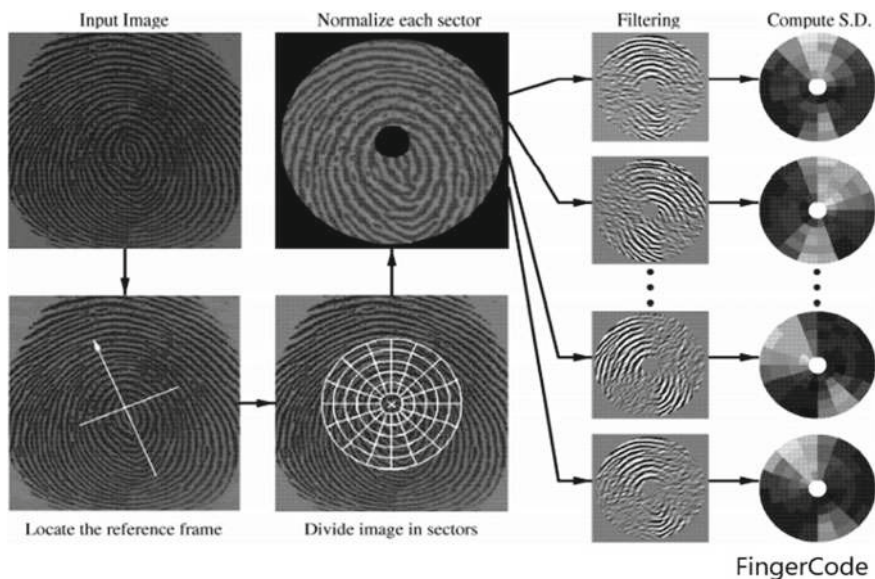 Input Image
Normalize each sector
Filtering
Compute S.D.
Locate the reference frame
Divide image in sectors
FingerCode